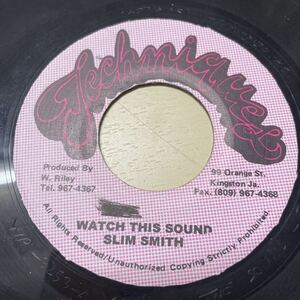 Techniques
Produced By
W. Riley
Tel. 967-4367
99 Orange St.
Kingston Ja.
Fax. (809) 967-4368
WATCH THIS SOUND
SLIM SMITH
All Rights Reserved/Unauthorized Copying Strictly Prohibited.